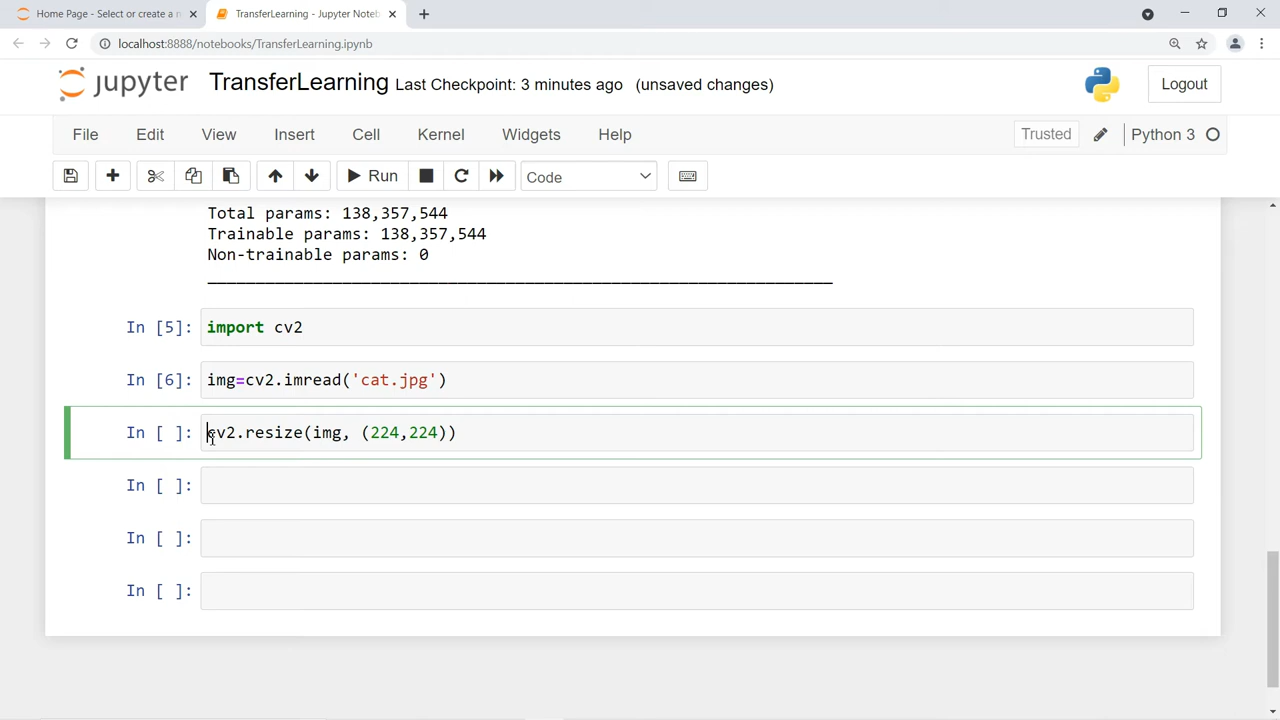 Home Page - Select or create a n
TransferLearning - Jupyter Noteb
localhost:8888/notebooks/TransferLearning.ipynb
jupyter TransferLearning Last Checkpoint: 3 minutes ago (unsaved changes)
Logout
File Edit View Insert Cell Kernel Widgets Help
Trusted
Python 3
Run
Code
Total params: 138,357,544
Trainable params: 138,357,544
Non-trainable params: 0
In [5]: import cv2
In [6]: img=cv2.imread('cat.jpg')
In [ ]: cv2.resize(img, (224,224))
In [ ]:
In [ ]:
In [ ]: